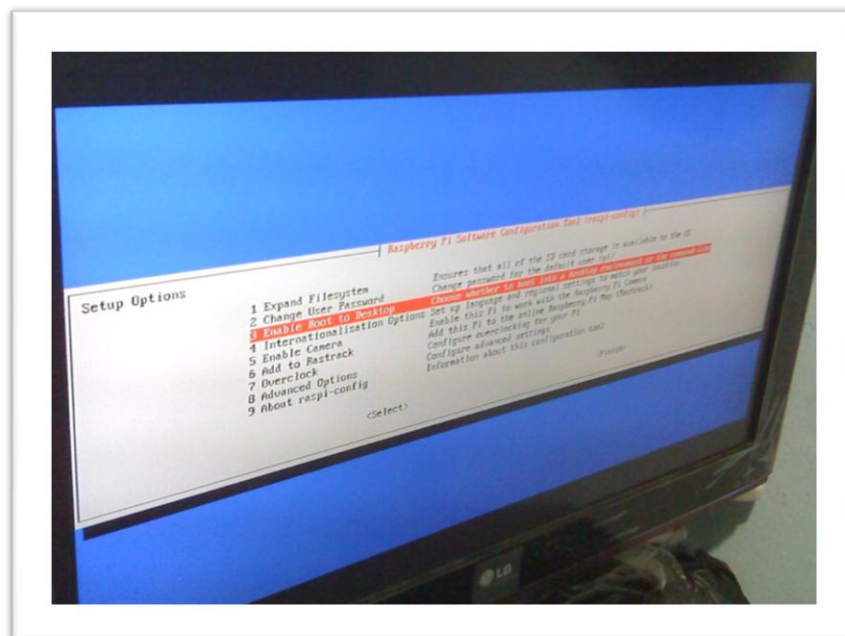 Raspberry Pi Software Configuration Tool (raspi-config)
Setup Options
1 Expand Filesystem Ensures that all of the SD card storage is available to the OS
2 Change User Password Change password for the default user (pi)
3 Enable Boot to Desktop Choose whether to boot into a desktop environment or the command-line
4 Internationalisation Options Set up language and regional settings to match your location
5 Enable Camera Enable this Pi to work with the Raspberry Pi Camera
6 Add to Rastrack Add this Pi to the online Raspberry Pi Map (Rastrack)
7 Overclock Configure overclocking for your Pi
8 Advanced Options Configure advanced settings
9 About raspi-config Information about this configuration tool
<Select> <Finish>
LG